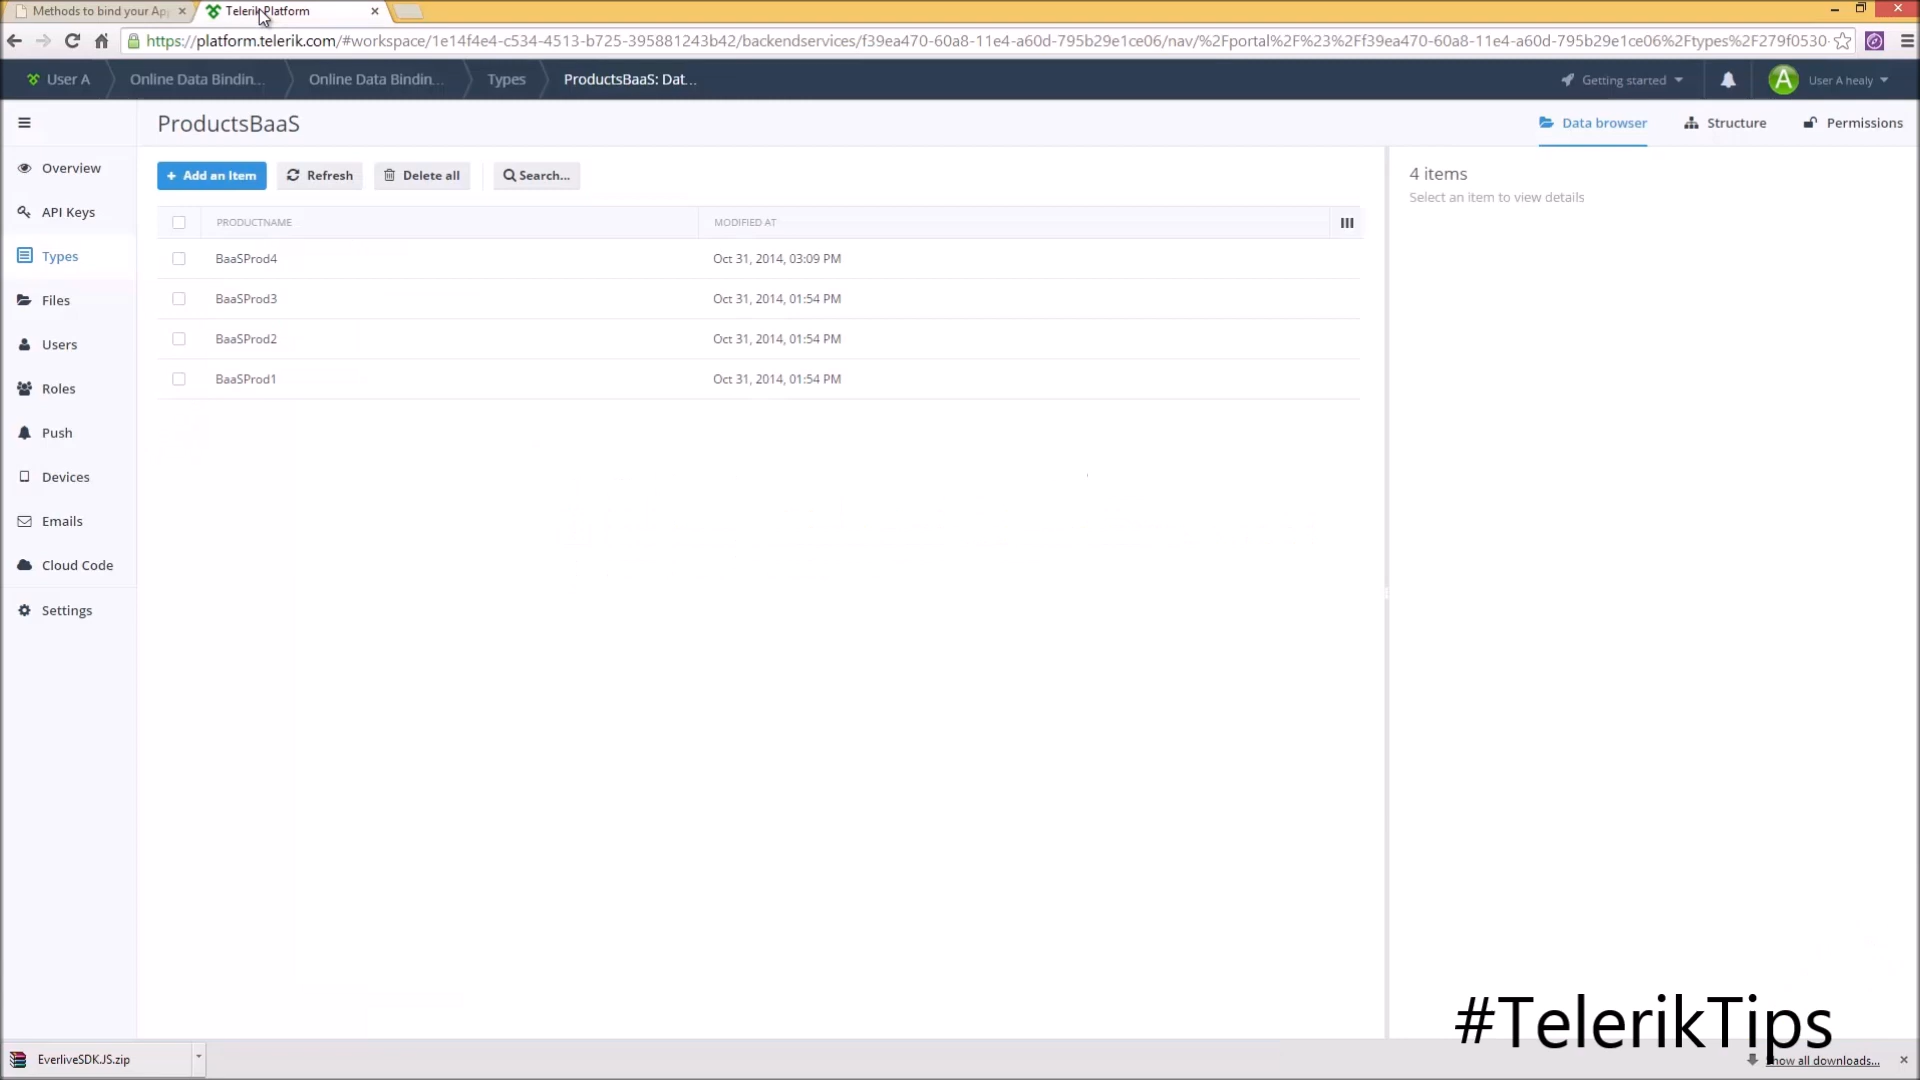 Methods to bind your Ap
Telerik Platform
https://platform.telerik.com/#workspace/1e14f4e4-c534-4513-b725-395881243b42/backendservices/f39ea470-60a8-11e4-a60d-795b29e1ce06/nav/%2Fportal%2F%23%2Ff39ea470-60a8-11e4-a60d-795b29e1ce06%2Ftypes%2F279f0530-
User A
Online Data Bindin...
Online Data Bindin...
Types
ProductsBaaS: Dat...
Getting started
A
User A healy
ProductsBaaS
Data browser
Structure
Permissions
Overview
API Keys
Types
Files
Users
Roles
Push
Devices
Emails
Cloud Code
Settings
+ Add an Item
Refresh
Delete all
Search...
PRODUCTNAME MODIFIED AT
BaaSProd4 Oct 31, 2014, 03:09 PM
BaaSProd3 Oct 31, 2014, 01:54 PM
BaaSProd2 Oct 31, 2014, 01:54 PM
BaaSProd1 Oct 31, 2014, 01:54 PM
4 items
Select an item to view details
#TelerikTips
EverliveSDK.JS.zip
Show all downloads...